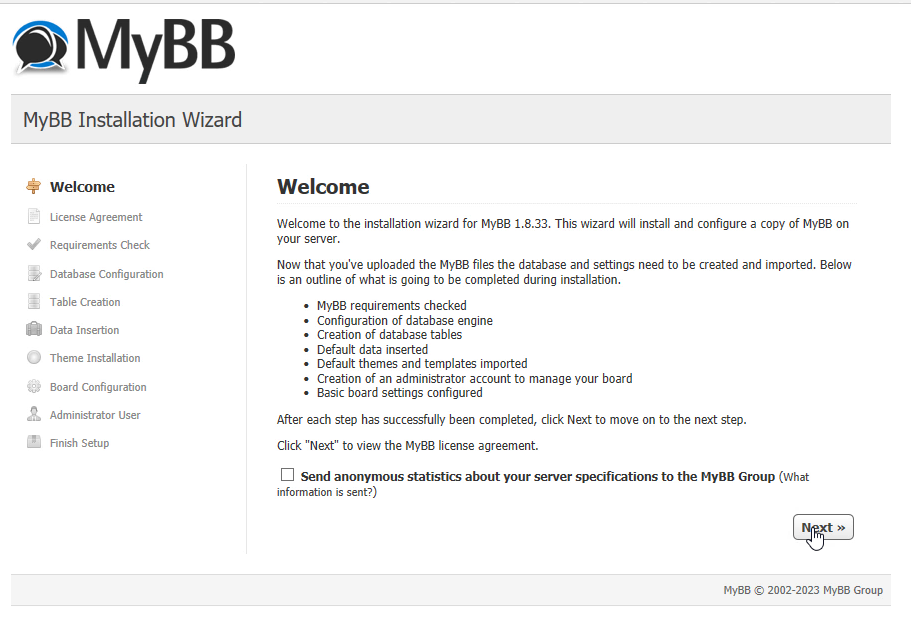 MyBB
MyBB Installation Wizard
Welcome
License Agreement
Requirements Check
Database Configuration
Table Creation
Data Insertion
Theme Installation
Board Configuration
Administrator User
Finish Setup
Welcome
Welcome to the installation wizard for MyBB 1.8.33. This wizard will install and configure a copy of MyBB on
your server.
Now that you've uploaded the MyBB files the database and settings need to be created and imported. Below
is an outline of what is going to be completed during installation.
• MyBB requirements checked
• Configuration of database engine
• Creation of database tables
• Default data inserted
• Default themes and templates imported
• Creation of an administrator account to manage your board
• Basic board settings configured
After each step has successfully been completed, click Next to move on to the next step.
Click "Next" to view the MyBB license agreement.
Send anonymous statistics about your server specifications to the MyBB Group (What
information is sent?)
Next »
MyBB © 2002-2023 MyBB Group